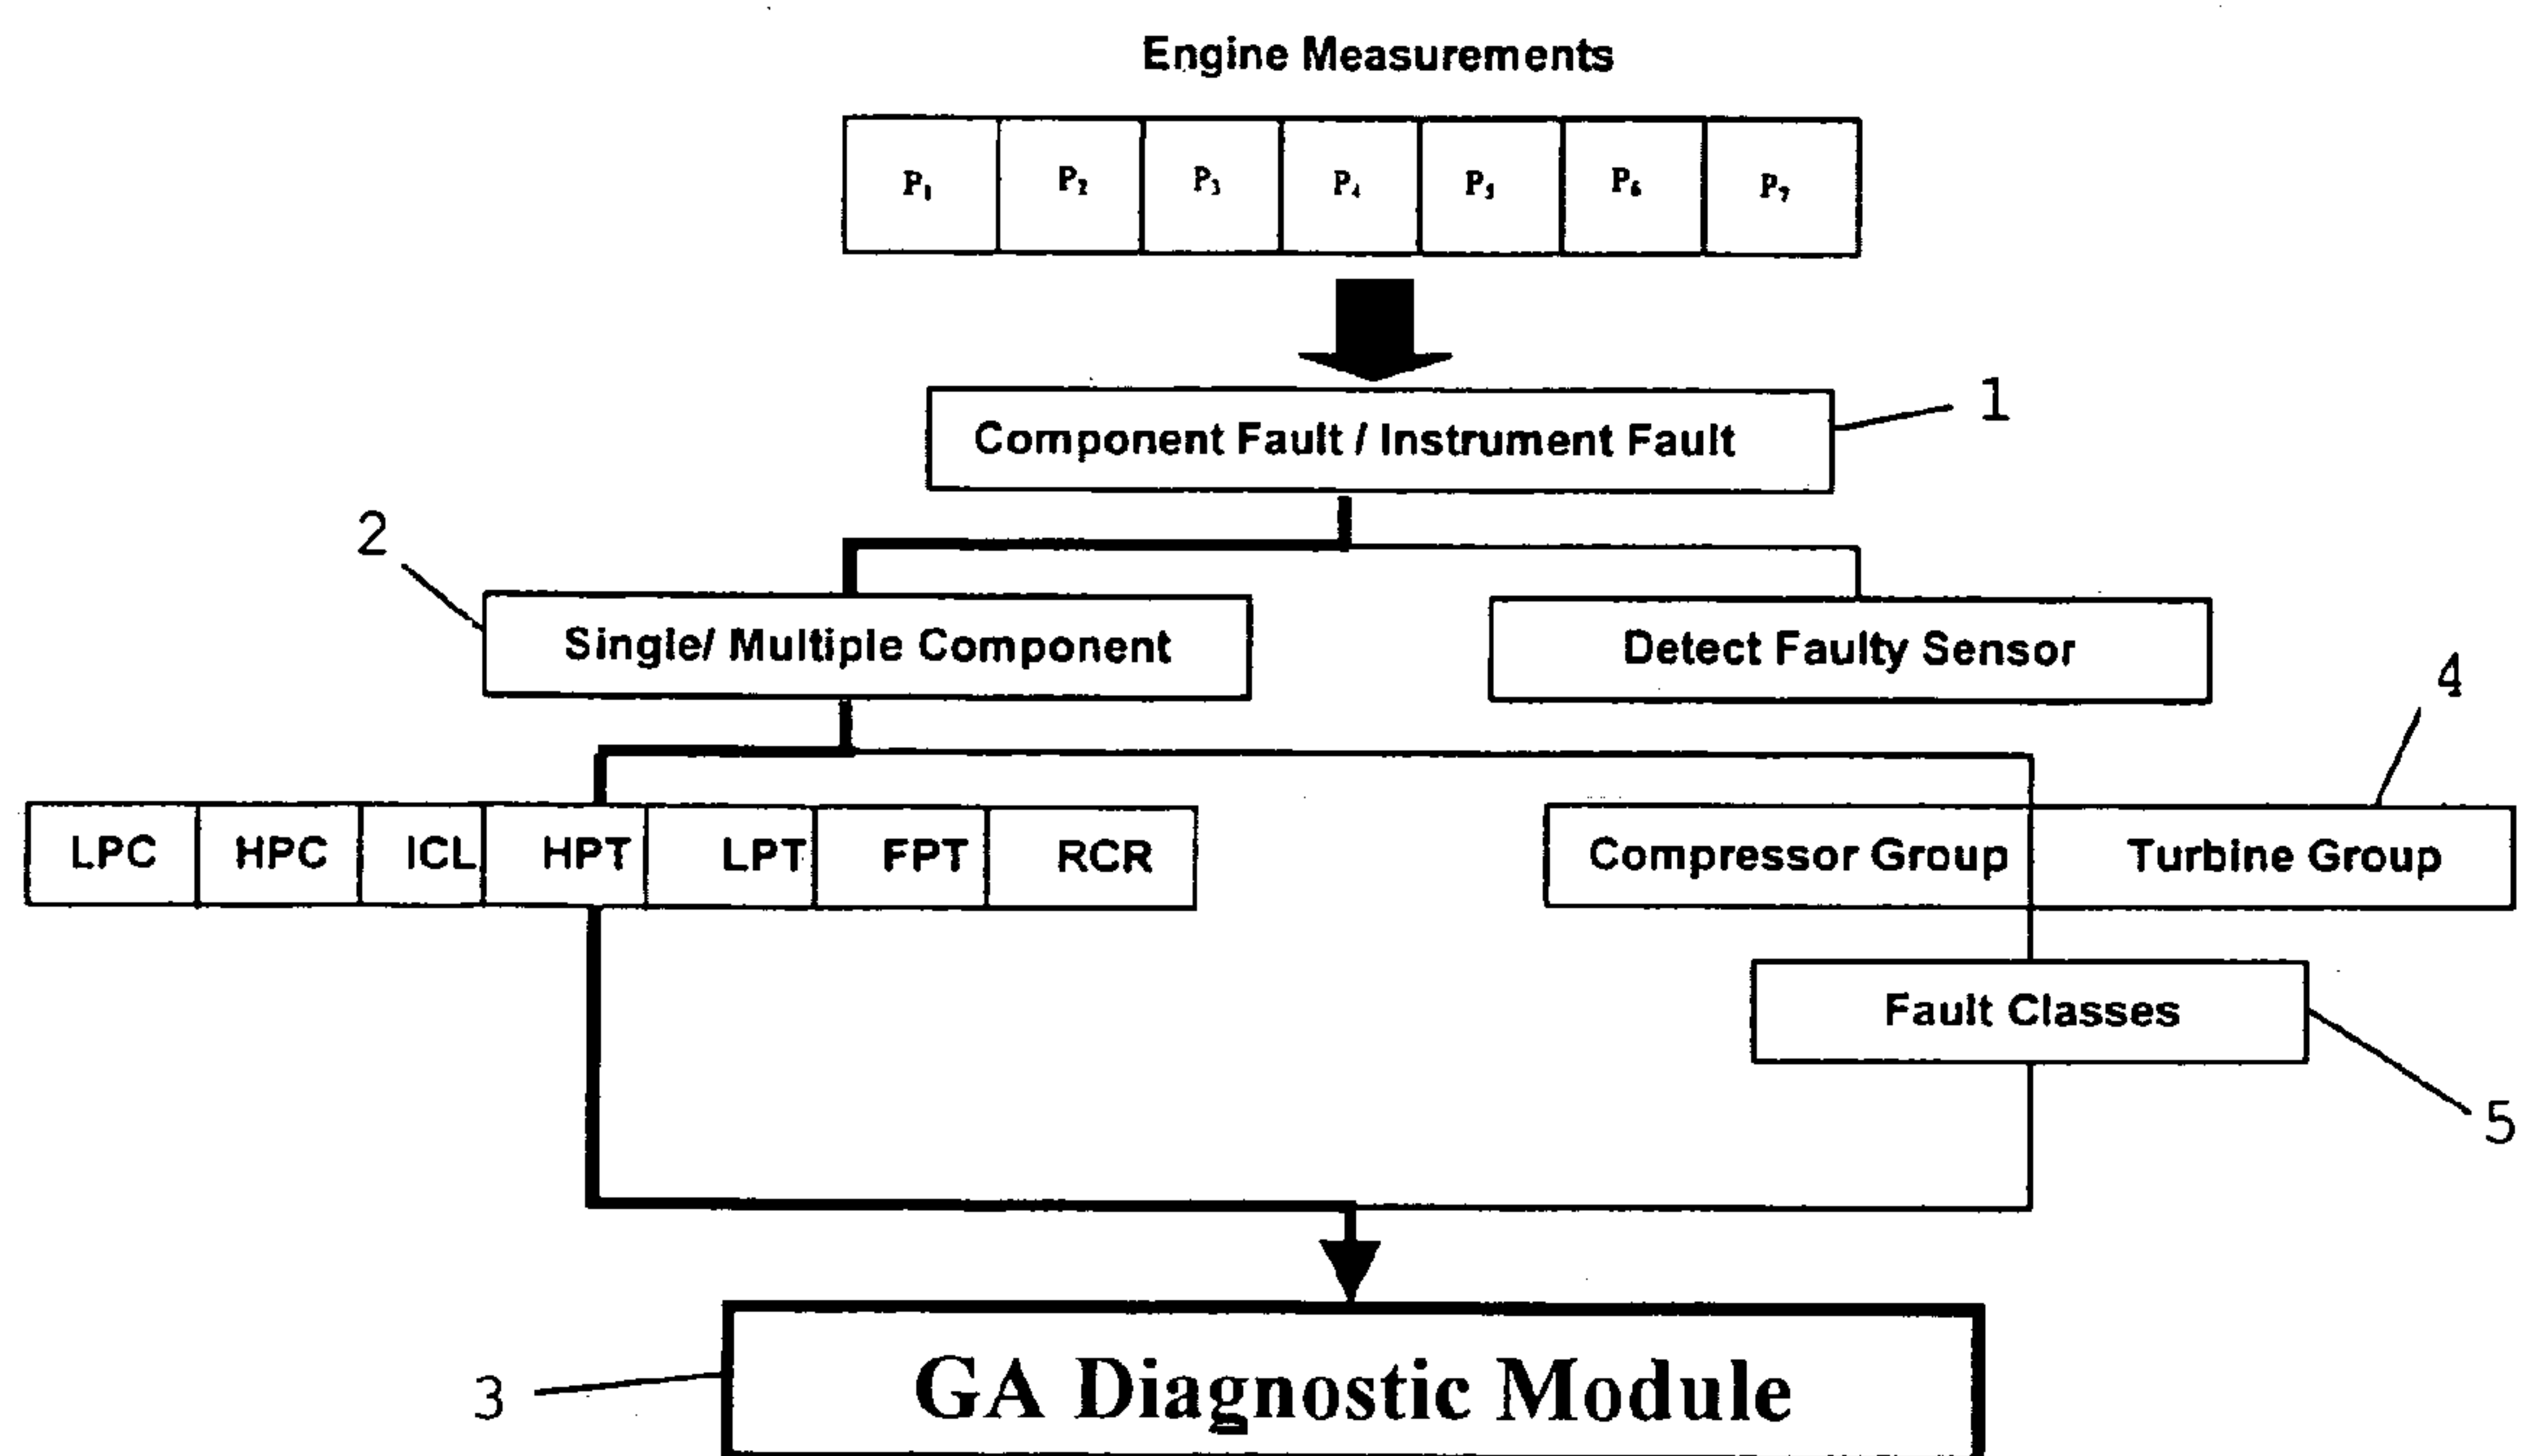 Engine Measurements
P₁ P₂ P₃ P₄ P₅ P₆ P₇
Component Fault / Instrument Fault
1
2
Single/ Multiple Component
Detect Faulty Sensor
4
LPC HPC ICL HPT LPT FPT RCR
Compressor Group
Turbine Group
Fault Classes
5
GA Diagnostic Module
3